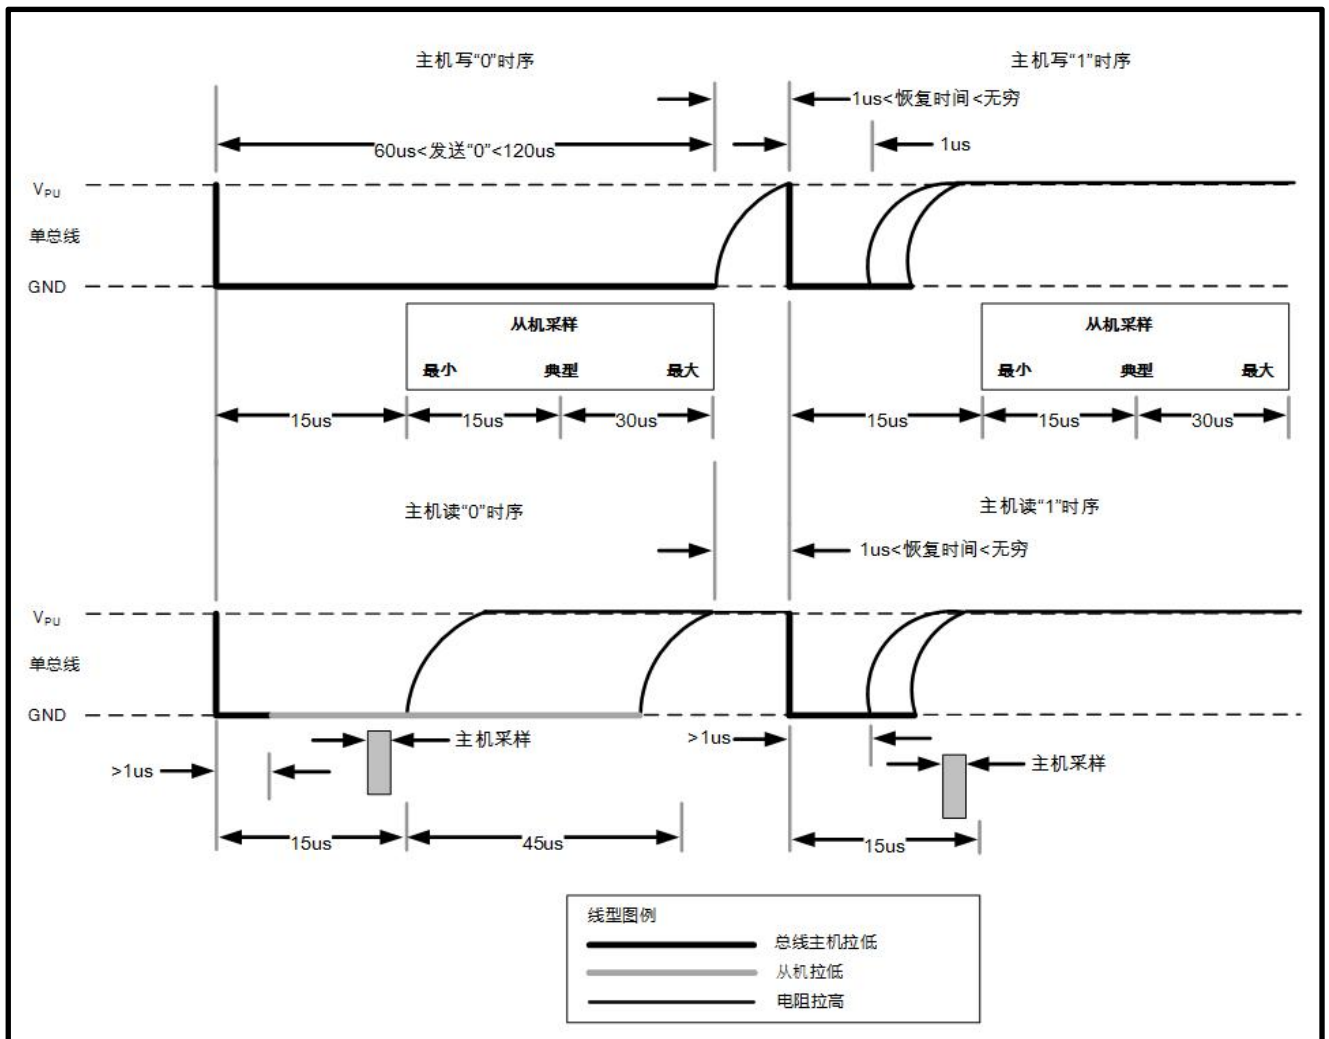 主机写“0”时序
主机写“1”时序
1us<恢复时间<无穷
60us<发送“0”<120us
1us
VPU
单总线
GND
从机采样
最小 典型 最大
从机采样
最小 典型 最大
15us 15us 30us
15us 15us 30us
主机读“0”时序
主机读“1”时序
1us<恢复时间<无穷
VPU
单总线
GND
主机采样
>1us
>1us
主机采样
15us 45us
15us
线型图例
总线主机拉低
从机拉低
电阻拉高